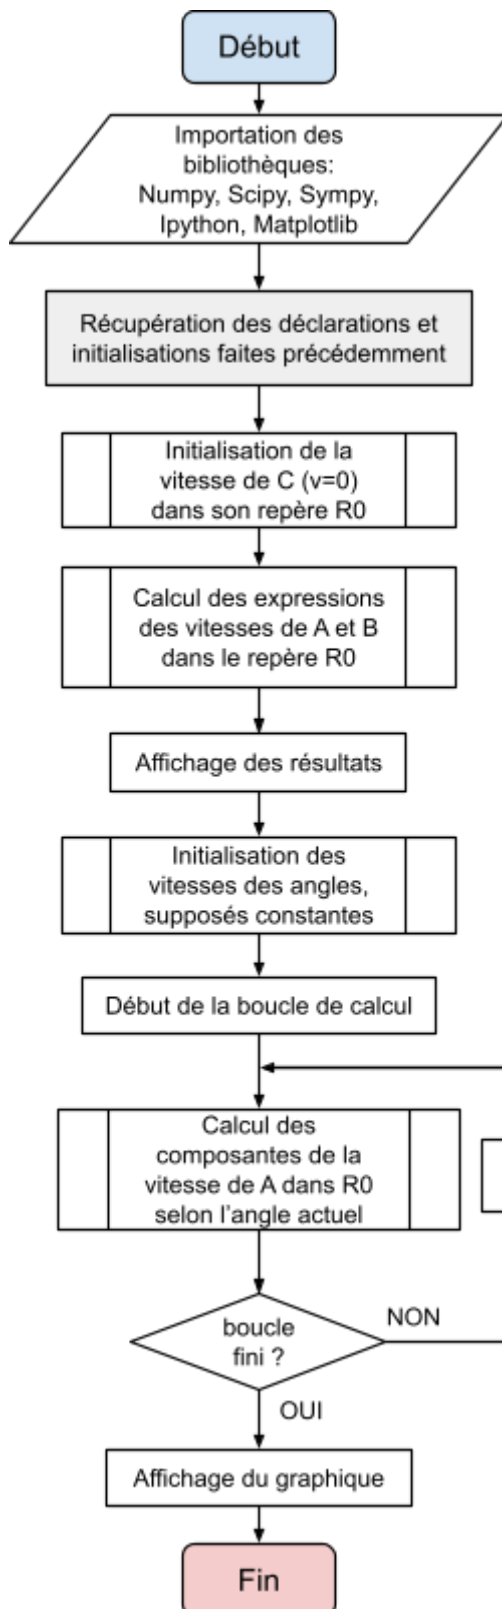 Début
Importation des
bibliothèques:
Numpy, Scipy, Sympy,
Ipython, Matplotlib
Récupération des déclarations et
initialisations faites précédemment
Initialisation de la
vitesse de C (v=0)
dans son repère R0
Calcul des expressions
des vitesses de A et B
dans le repère R0
Affichage des résultats
Initialisation des
vitesses des angles,
supposés constantes
Début de la boucle de calcul
Calcul des
composantes de la
vitesse de A dans R0
selon l'angle actuel
boucle
fini ?
NON
OUI
Affichage du graphique
Fin